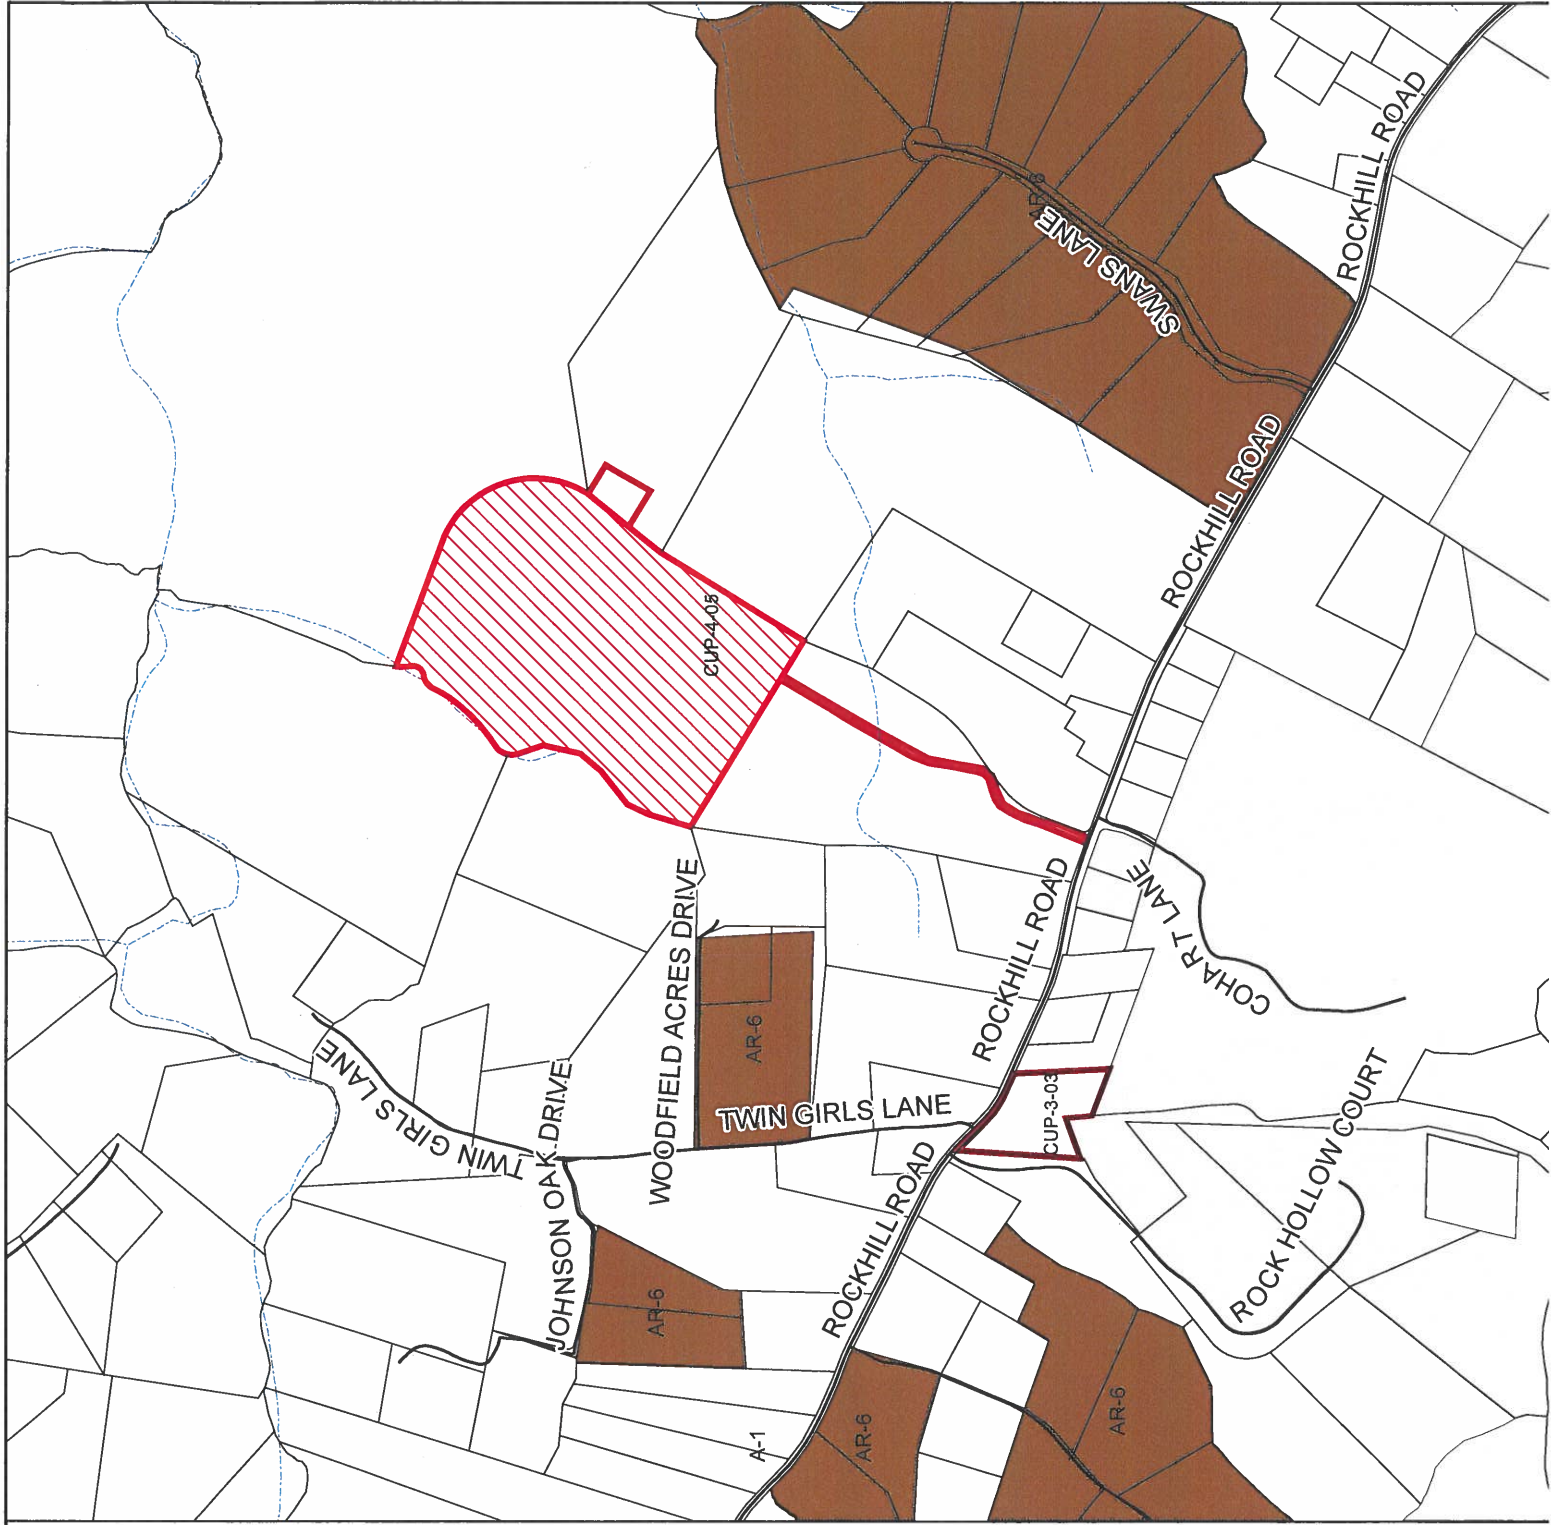 ROCKHILL ROAD
AR-6
SWANS LANE
ROCKHILL ROAD
CUP-4-05
ROCKHILL ROAD
COHART LANE
WOODFIELD ACRES DRIVE
AR-6
TWIN GIRLS LANE
TWIN GIRLS LANE
JOHNSON OAK DRIVE
CUP-3-03
ROCK HOLLOW COURT
ROCKHILL ROAD
AR-6
A-1
AR-6
AR-6